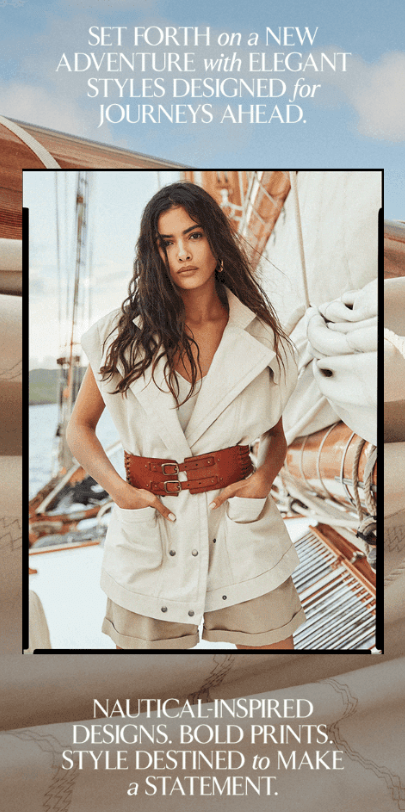 SET FORTH on a NEW
ADVENTURE with ELEGANT
STYLES DESIGNED for
JOURNEYS AHEAD.
NAUTICAL-INSPIRED
DESIGNS. BOLD PRINTS.
STYLE DESTINED to MAKE
a STATEMENT.